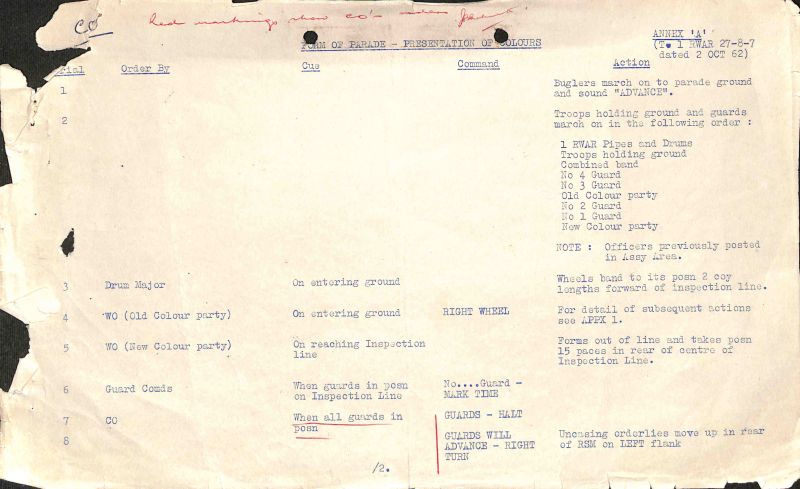 CO
Red markings show CO's orders
FORM OF PARADE - PRESENTATION OF COLOURS
ANNEX 'A'
(To 1 RWAR 27-8-7
dated 2 OCT 62)
Order By Cue Command Action
1 Buglers march on to parade ground
and sound "ADVANCE".
2 Troops holding ground and guards
march on in the following order :
1 RWAR Pipes and Drums
Troops holding ground
Combined band
No 4 Guard
No 3 Guard
Old Colour party
No 2 Guard
No 1 Guard
New Colour party
NOTE : Officers previously posted
in Assy Area.
3 Drum Major On entering ground Wheels band to its posn 2 coy
lengths forward of inspection line.
4 WO (Old Colour party) On entering ground RIGHT WHEEL For detail of subsequent actions
see APPX 1.
5 WO (New Colour party) On reaching Inspection Forms out of line and takes posn
line 15 paces in rear of centre of
Inspection Line.
6 Guard Comds When guards in posn No....Guard -
on Inspection Line MARK TIME
7 CO When all guards in GUARDS - HALT
posn
8 GUARDS WILL Uncasing orderlies move up in rear
ADVANCE - RIGHT of RSM on LEFT flank
TURN
/2.